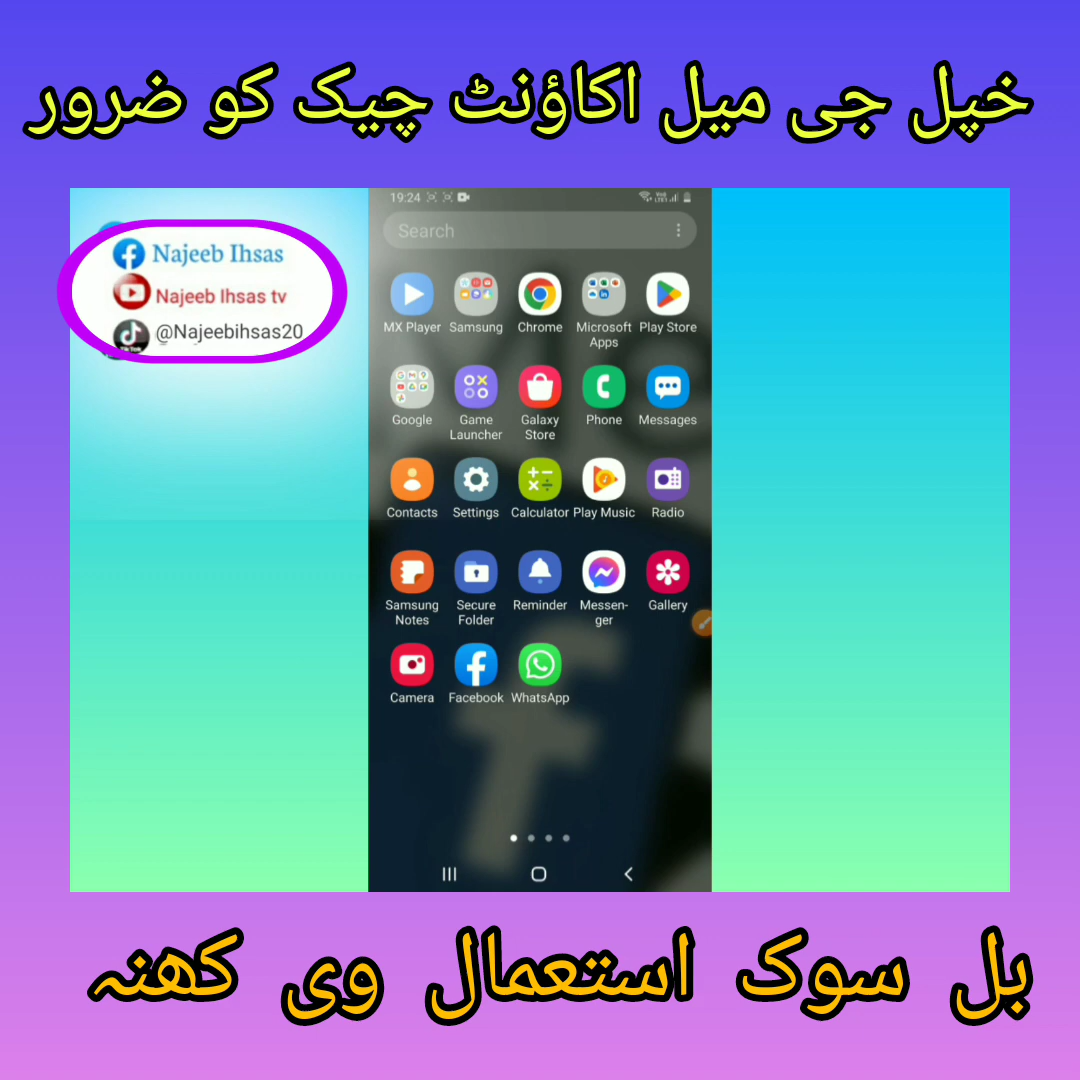 خپل جی میل اکاؤنٹ چیک کو ضرور
Najeeb Ihsas
Najeeb Ihsas tv
@Najeebihsas20
19:24
Search
MX Player Samsung Chrome Microsoft Apps Play Store
Google Game Launcher Galaxy Store Phone Messages
Contacts Settings Calculator Play Music Radio
Samsung Notes Secure Folder Reminder Messen-ger Gallery
Camera Facebook WhatsApp
بل سوک استعمال وی کھنہ